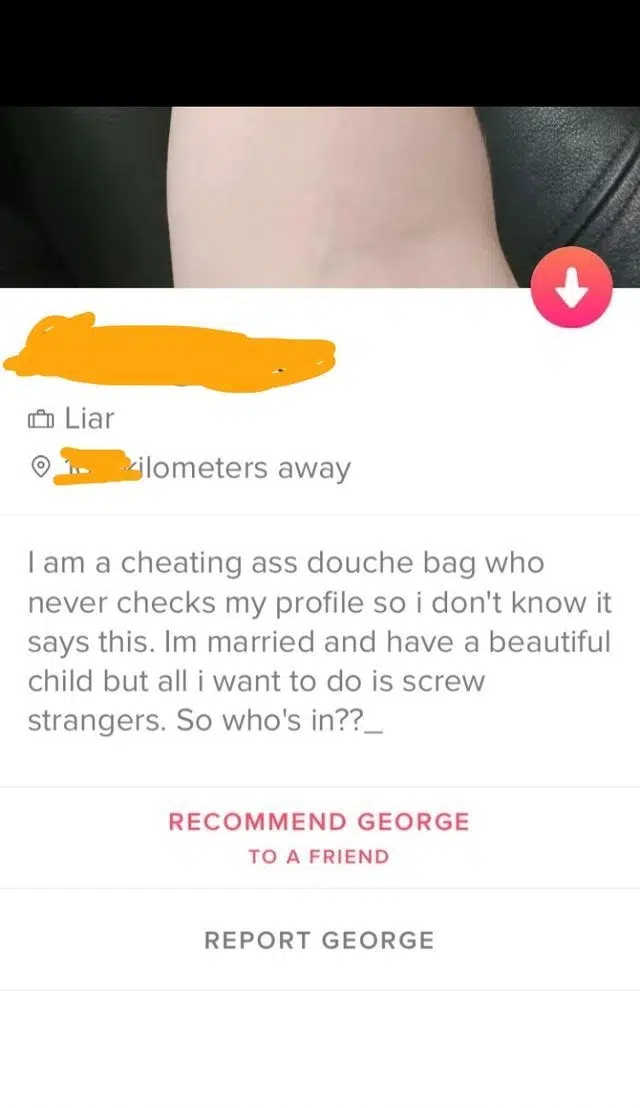 Liar
kilometers away
I am a cheating ass douche bag who
never checks my profile so i don't know it
says this. Im married and have a beautiful
child but all i want to do is screw
strangers. So who's in??_
RECOMMEND GEORGE
TO A FRIEND
REPORT GEORGE